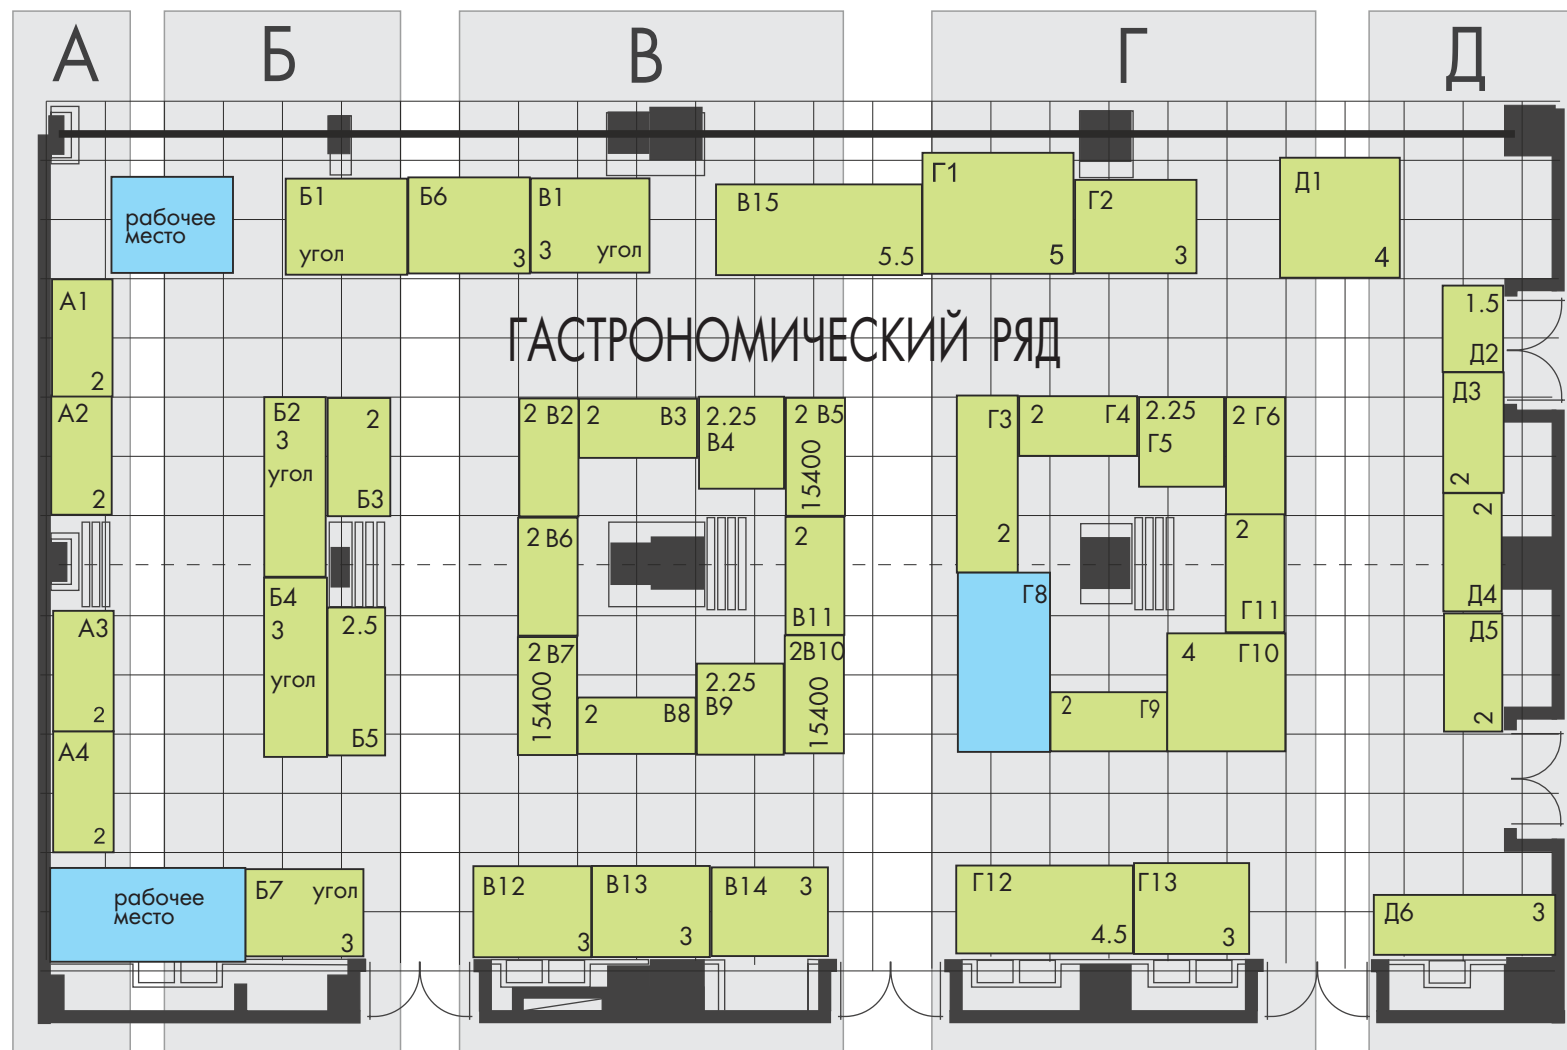 А
Б
В
Г
Д
рабочее
место
Б1
угол
Б6
3
В1
3 угол
В15
5.5
Г1
5
Г2
3
Д1
4
ГАСТРОНОМИЧЕСКИЙ РЯД
А1
2
А2
2
А3
2
А4
2
Б2
3
угол
2
Б3
Б4
3
угол
2.5
Б5
2 В2
2 В3
2.25
В4
2 В5
15400
2 В6
2
В11
2 В7
15400
2 В8
2.25
В9
2В10
15400
Г3
2
2 Г4
2.25
Г5
2 Г6
2
Г11
Г8
4 Г10
2 Г9
1.5
Д2
Д3
2
2
Д4
Д5
2
рабочее
место
Б7 угол
3
В12
3
В13
3
В14 3
Г12
4.5
Г13
3
Д6 3